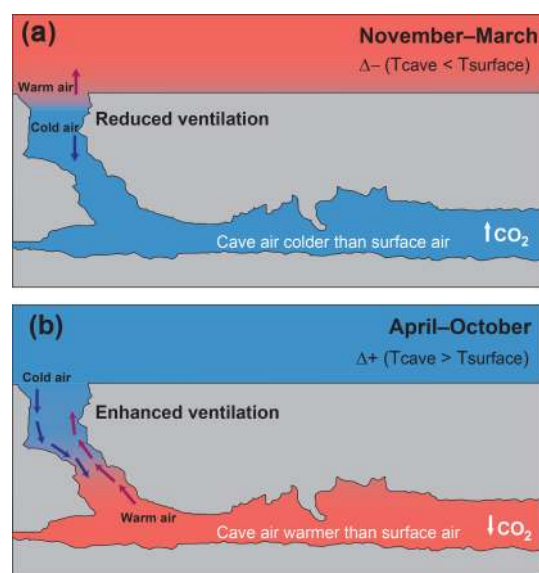 (a)
November–March
Δ– (Tcave < Tsurface)
Warm air
Cold air
Reduced ventilation
Cave air colder than surface air
↑CO₂
(b)
April–October
Δ+ (Tcave > Tsurface)
Cold air
Enhanced ventilation
Warm air
Cave air warmer than surface air
↓CO₂